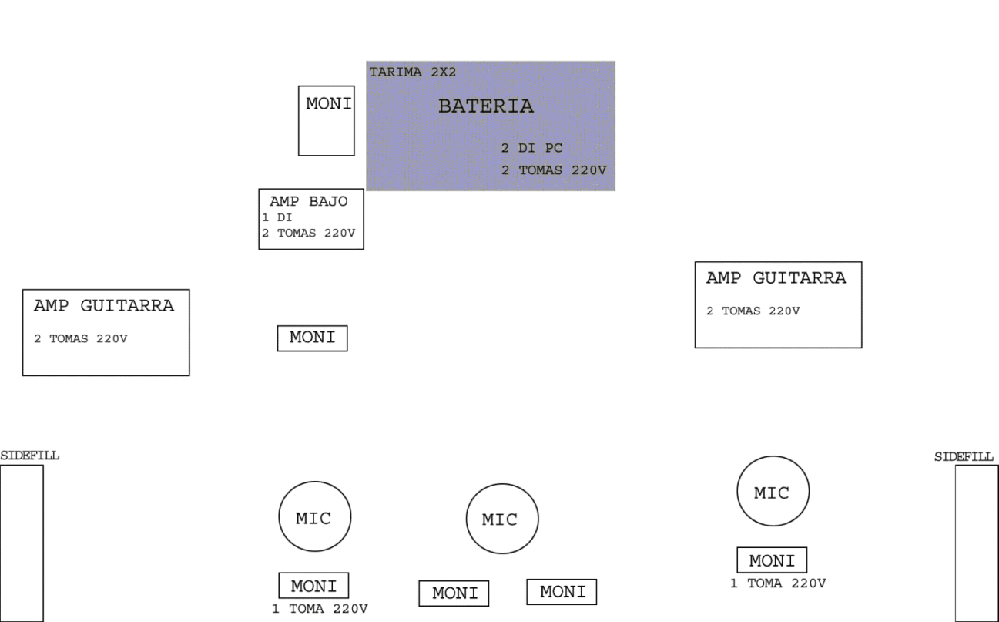 TARIMA 2X2
MONI
BATERIA
2 DI PC
2 TOMAS 220V
AMP BAJO
1 DI
2 TOMAS 220V
AMP GUITARRA
2 TOMAS 220V
AMP GUITARRA
2 TOMAS 220V
MONI
SIDEFILL
SIDEFILL
MIC
MIC
MIC
MONI
1 TOMA 220V
MONI
MONI
MONI
1 TOMA 220V